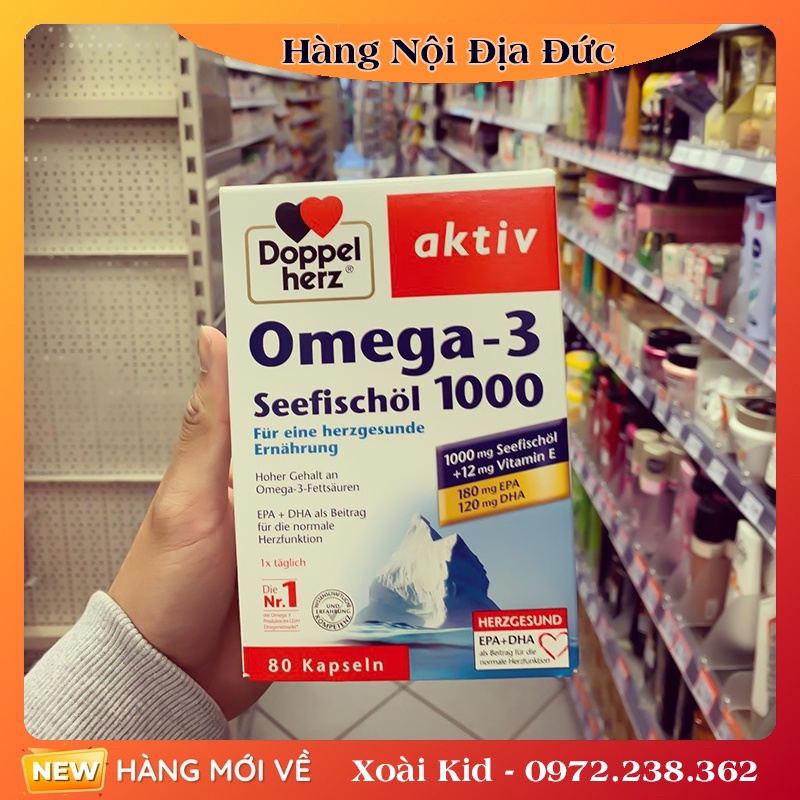 Hàng Nội Địa Đức
Doppel
herz®
aktiv
Omega-3
Seefischöl 1000
Für eine herzgesunde
Ernährung
1000 mg Seefischöl
+12 mg Vitamin E
180 mg EPA
120 mg DHA
Hoher Gehalt an
Omega-3-Fettsäuren
EPA + DHA als Beitrag
für die normale
Herzfunktion
1x täglich
Die
Nr.1
UND
ERFAHRUNG
KOMPETENZ
HERZGESUND
EPA+DHA
als Beitrag für die
normale Herzfunktion
80 Kapseln
NEW HÀNG MỚI VỀ
Xoài Kid - 0972.238.362